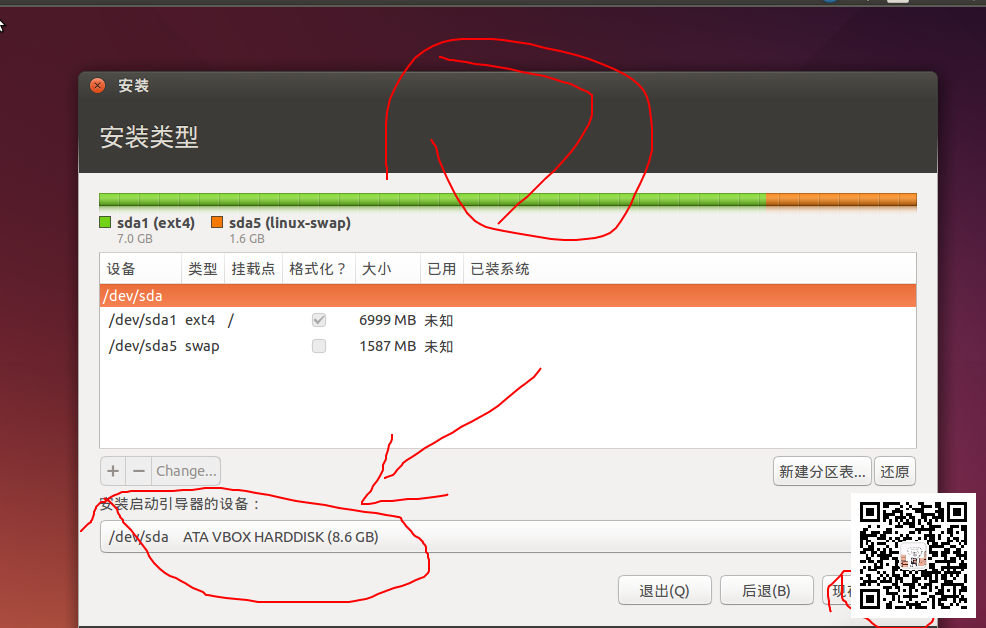 安装
安装类型
sda1 (ext4) sda5 (linux-swap)
7.0 GB 1.6 GB
设备 类型 挂载点 格式化？ 大小 已用 已装系统
/dev/sda
/dev/sda1 ext4 / 6999 MB 未知
/dev/sda5 swap 1587 MB 未知
+ − Change... 新建分区表... 还原
安装启动引导器的设备：
/dev/sda ATA VBOX HARDDISK (8.6 GB)
退出(Q) 后退(B) 现